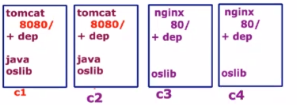 tomcat
8080/
+ dep
java
oslib
c1
tomcat
8080/
+ dep
java
oslib
c2
nginx
80/
+ dep
oslib
c3
nginx
80/
+ dep
oslib
c4